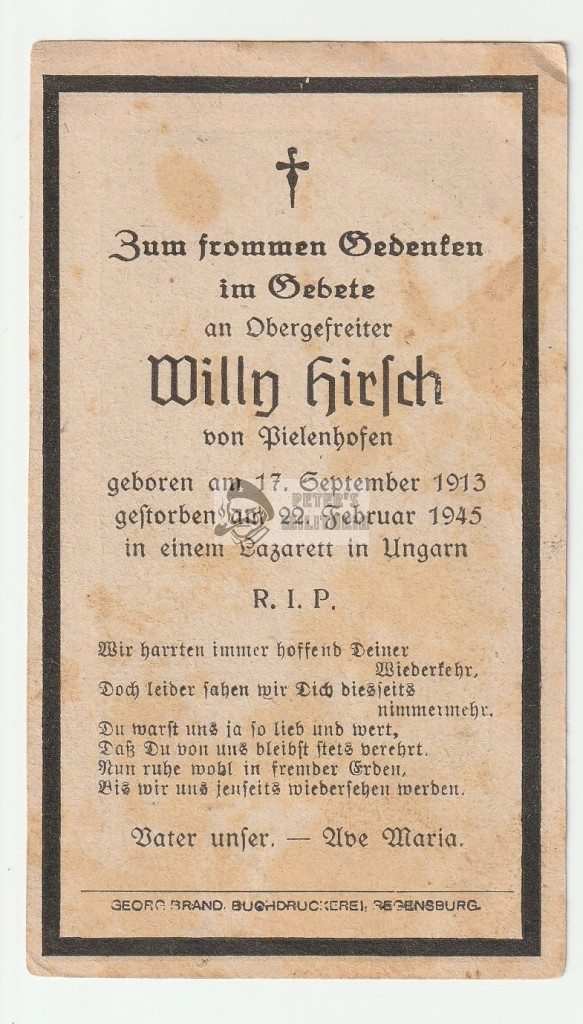 Zum frommen Gedenken
im Gebete
an Obergefreiter
Willy Hirsch
von Pielenhofen
geboren am 17. September 1913
gestorben am 22. Februar 1945
in einem Lazarett in Ungarn
R. I. P.
Wir harrten immer hoffend Deiner
Wiederkehr,
Doch leider sahen wir Dich diesseits
nimmermehr.
Du warst uns ja so lieb und wert,
Daß Du von uns bleibst stets verehrt.
Nun ruhe wohl in fremder Erden,
Bis wir uns jenseits wiedersehen werden.
Vater unser. — Ave Maria.
GEORG BRAND, BUCHDRUCKEREI, REGENSBURG.
PETER'S
MILITARIA